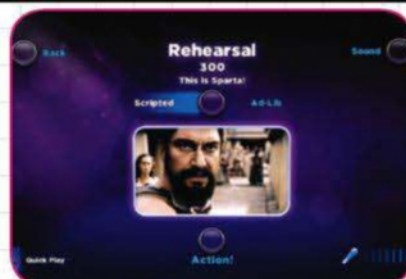 Rehearsal
Back
Sound
300
This is Sparta!
Scripted
Ad-Lib
Quick Play
Action!